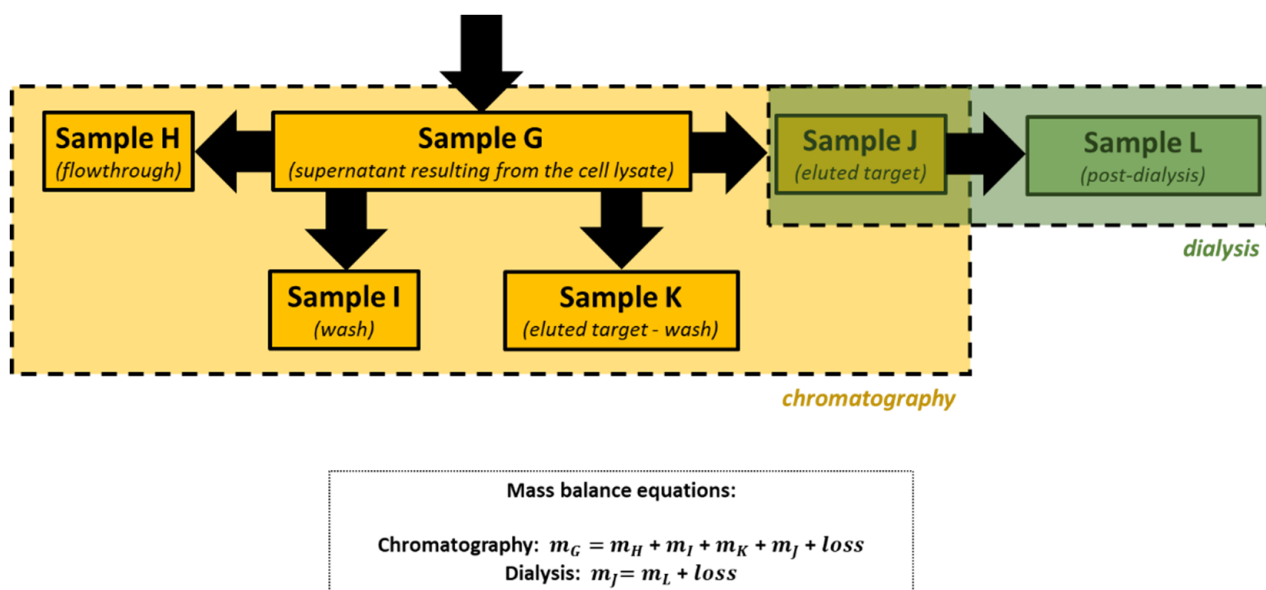 Sample H
(flowthrough)
Sample G
(supernatant resulting from the cell lysate)
Sample J
(eluted target)
Sample L
(post-dialysis)
dialysis
Sample I
(wash)
Sample K
(eluted target - wash)
chromatography
Mass balance equations:
Chromatography: m_G = m_H + m_I + m_K + m_J + loss
Dialysis: m_J = m_L + loss